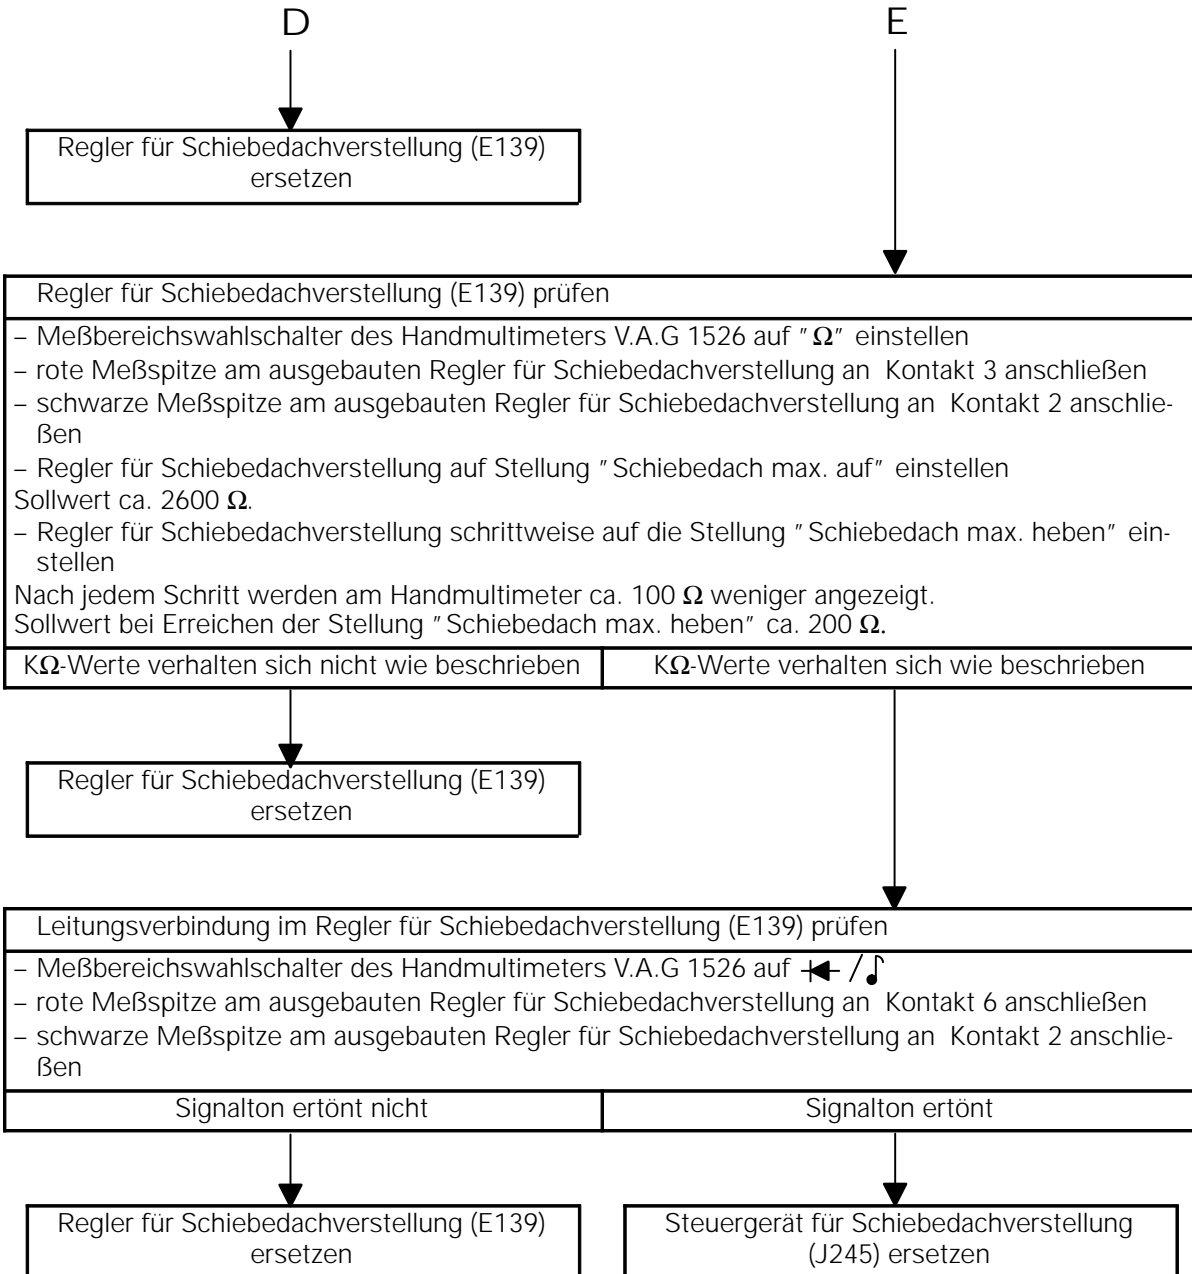 D
E
Regler für Schiebedachverstellung (E139)
ersetzen
Regler für Schiebedachverstellung (E139) prüfen
– Meßbereichswahlschalter des Handmultimeters V.A.G 1526 auf "Ω" einstellen
– rote Meßspitze am ausgebauten Regler für Schiebedachverstellung an Kontakt 3 anschließen
– schwarze Meßspitze am ausgebauten Regler für Schiebedachverstellung an Kontakt 2 anschlie-
ßen
– Regler für Schiebedachverstellung auf Stellung "Schiebedach max. auf" einstellen
Sollwert ca. 2600 Ω.
– Regler für Schiebedachverstellung schrittweise auf die Stellung "Schiebedach max. heben" ein-
stellen
Nach jedem Schritt werden am Handmultimeter ca. 100 Ω weniger angezeigt.
Sollwert bei Erreichen der Stellung "Schiebedach max. heben" ca. 200 Ω.
KΩ-Werte verhalten sich nicht wie beschrieben
KΩ-Werte verhalten sich wie beschrieben
Regler für Schiebedachverstellung (E139)
ersetzen
Leitungsverbindung im Regler für Schiebedachverstellung (E139) prüfen
– Meßbereichswahlschalter des Handmultimeters V.A.G 1526 auf /
– rote Meßspitze am ausgebauten Regler für Schiebedachverstellung an Kontakt 6 anschließen
– schwarze Meßspitze am ausgebauten Regler für Schiebedachverstellung an Kontakt 2 anschlie-
ßen
Signalton ertönt nicht
Signalton ertönt
Regler für Schiebedachverstellung (E139)
ersetzen
Steuergerät für Schiebedachverstellung
(J245) ersetzen